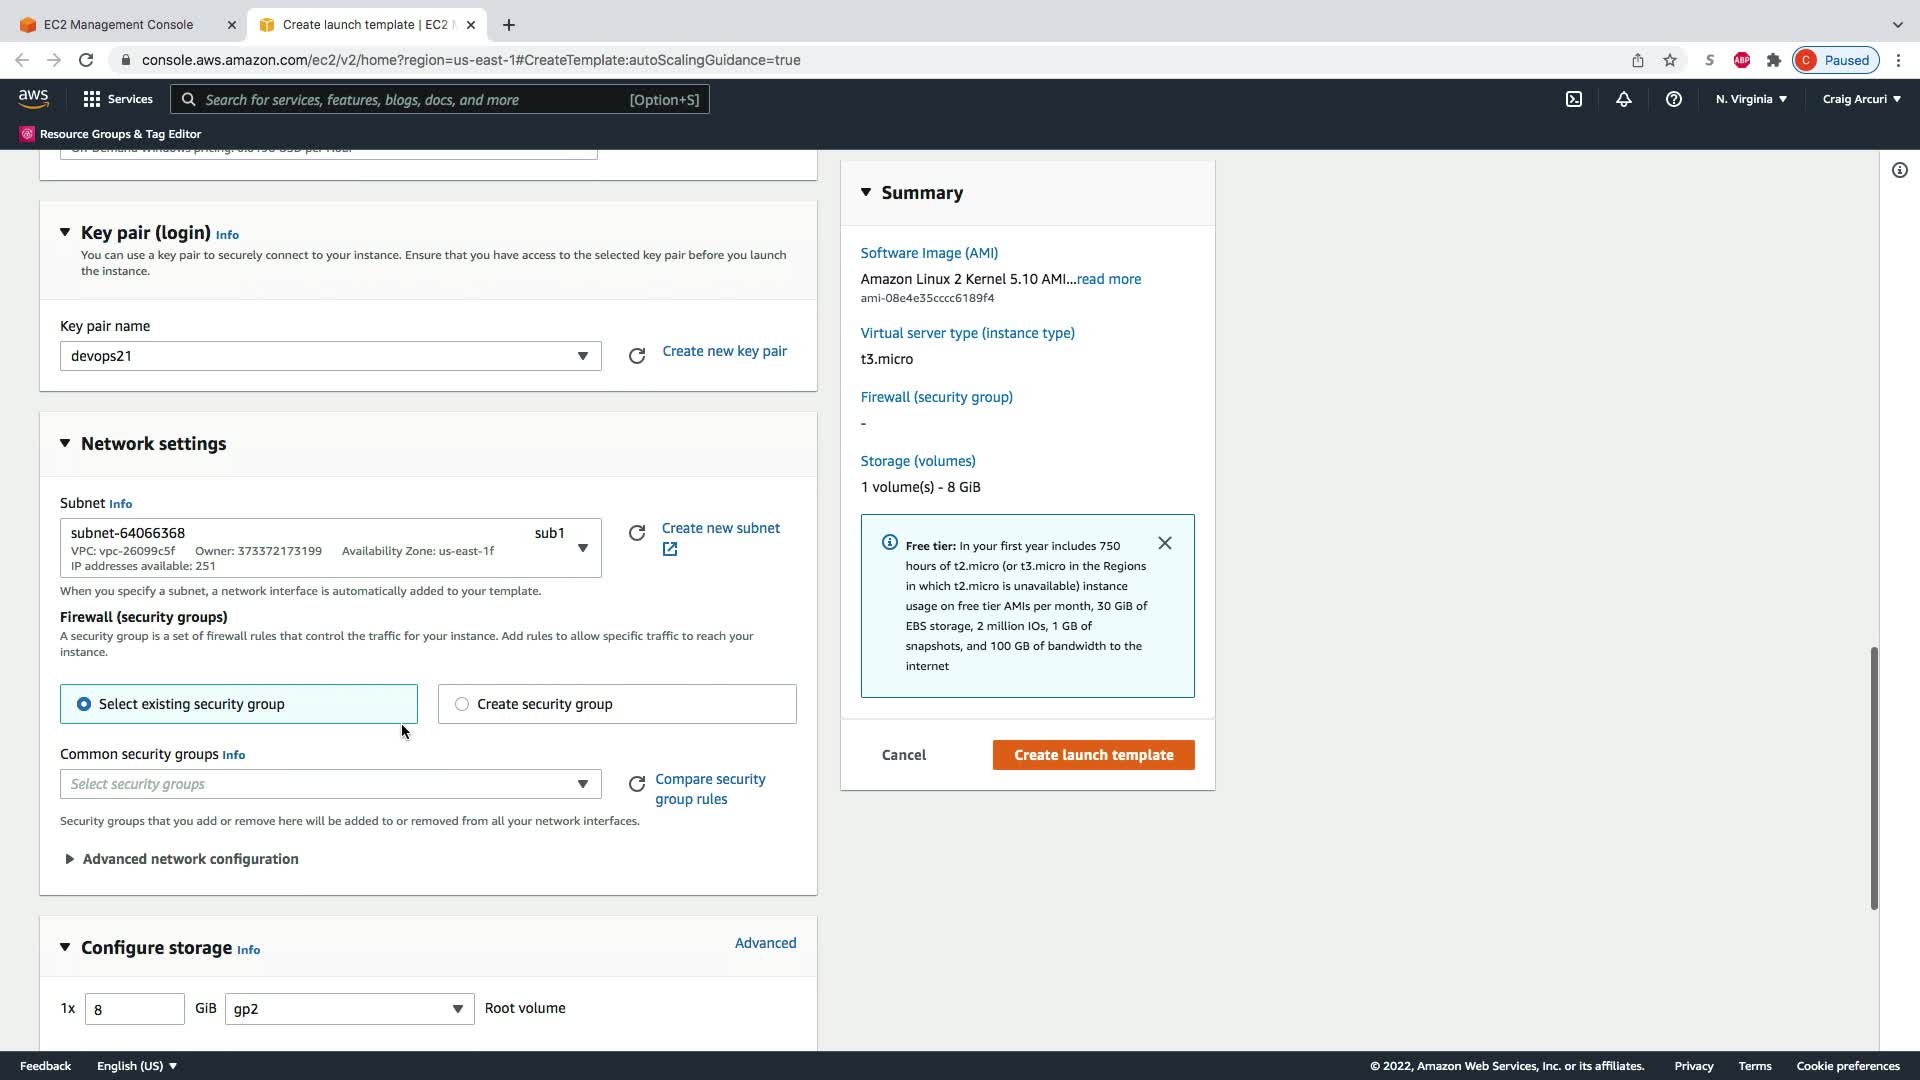 EC2 Management Console
Create launch template | EC2
console.aws.amazon.com/ec2/v2/home?region=us-east-1#CreateTemplate:autoScalingGuidance=true
S
ABP
C
Paused
aws
Services
Search for services, features, blogs, docs, and more
[Option+S]
N. Virginia
Craig Arcuri
Resource Groups & Tag Editor
Key pair (login) Info
You can use a key pair to securely connect to your instance. Ensure that you have access to the selected key pair before you launch
the instance.
Key pair name
devops21
Create new key pair
Network settings
Subnet Info
subnet-64066368 sub1
VPC: vpc-26099c5f Owner: 373372173199 Availability Zone: us-east-1f
IP addresses available: 251
Create new subnet
When you specify a subnet, a network interface is automatically added to your template.
Firewall (security groups)
A security group is a set of firewall rules that control the traffic for your instance. Add rules to allow specific traffic to reach your
instance.
Select existing security group
Create security group
Common security groups Info
Select security groups
Compare security
group rules
Security groups that you add or remove here will be added to or removed from all your network interfaces.
Advanced network configuration
Configure storage Info
Advanced
1x 8 GiB gp2 Root volume
Summary
Software Image (AMI)
Amazon Linux 2 Kernel 5.10 AMI...read more
ami-08e4e35cccc6189f4
Virtual server type (instance type)
t3.micro
Firewall (security group)
-
Storage (volumes)
1 volume(s) - 8 GiB
Free tier: In your first year includes 750
hours of t2.micro (or t3.micro in the Regions
in which t2.micro is unavailable) instance
usage on free tier AMIs per month, 30 GiB of
EBS storage, 2 million IOs, 1 GB of
snapshots, and 100 GB of bandwidth to the
internet
Cancel
Create launch template
Feedback
English (US)
© 2022, Amazon Web Services, Inc. or its affiliates.
Privacy
Terms
Cookie preferences